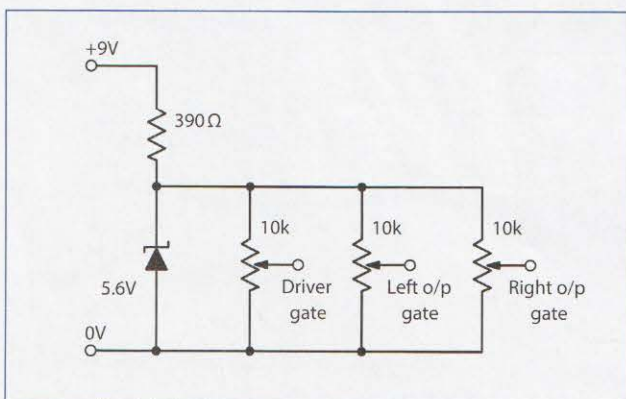 +9V
390Ω
10k
10k
10k
5.6V
Driver
gate
Left o/p
gate
Right o/p
gate
0V